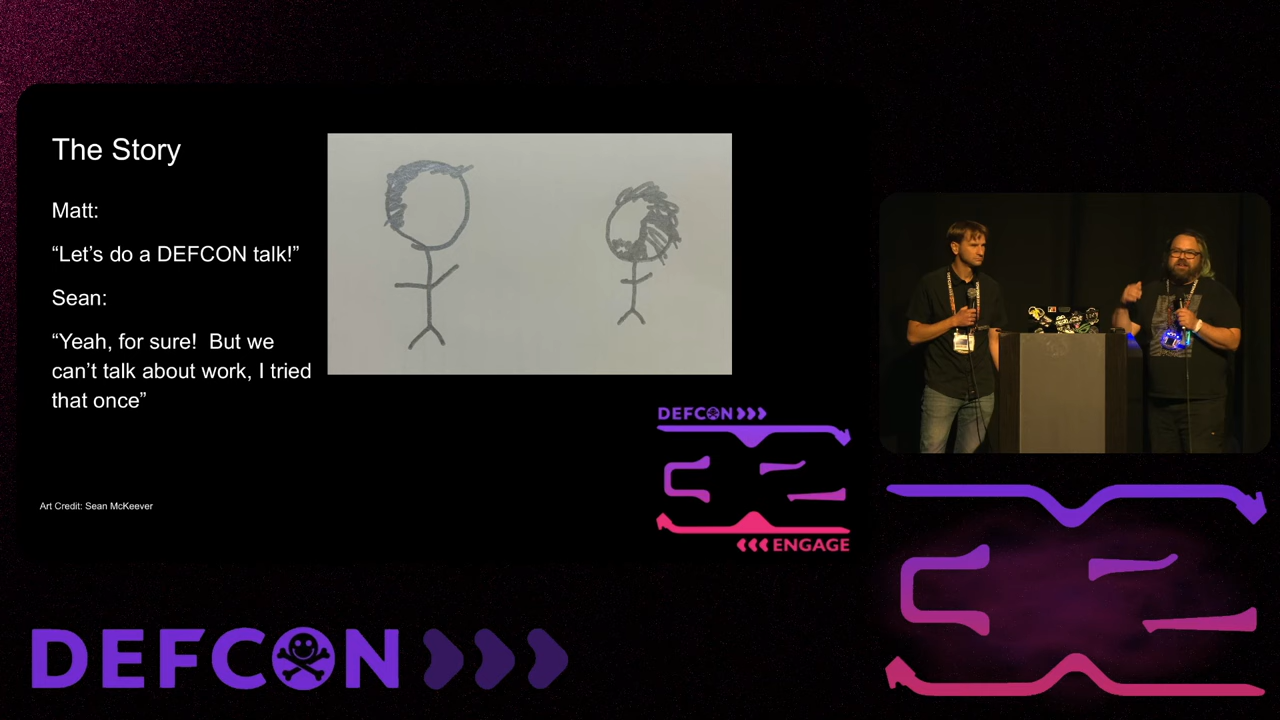 The Story
Matt:
“Let’s do a DEFCON talk!”
Sean:
“Yeah, for sure!  But we
can’t talk about work, I tried
that once”
Art Credit: Sean McKeever
DEFCON
ENGAGE
DEFCON